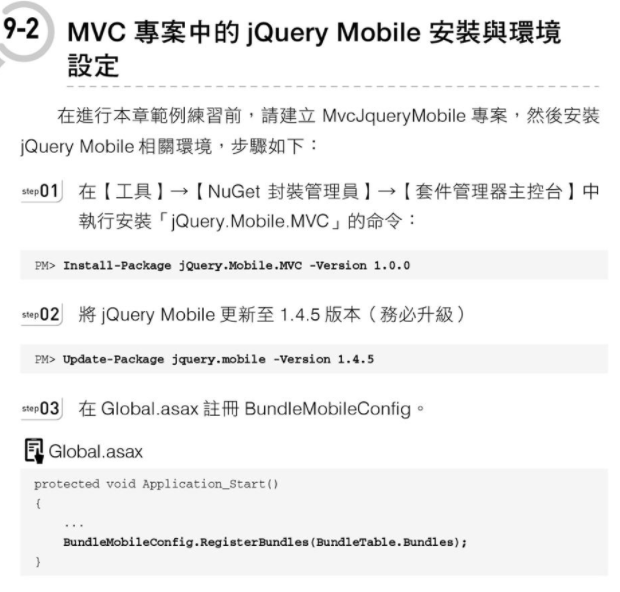 9-2 MVC 專案中的 jQuery Mobile 安裝與環境
設定
在進行本章範例練習前,請建立 MvcJqueryMobile 專案,然後安裝
jQuery Mobile 相關環境,步驟如下:
step01 在【工具】→【NuGet 封裝管理員】→【套件管理器主控台】中
執行安裝「jQuery.Mobile.MVC」的命令:
PM> Install-Package jQuery.Mobile.MVC -Version 1.0.0
step02 將 jQuery Mobile 更新至 1.4.5 版本(務必升級)
PM> Update-Package jquery.mobile -Version 1.4.5
step03 在 Global.asax 註冊 BundleMobileConfig。
Global.asax
protected void Application_Start()
{
...
BundleMobileConfig.RegisterBundles(BundleTable.Bundles);
}